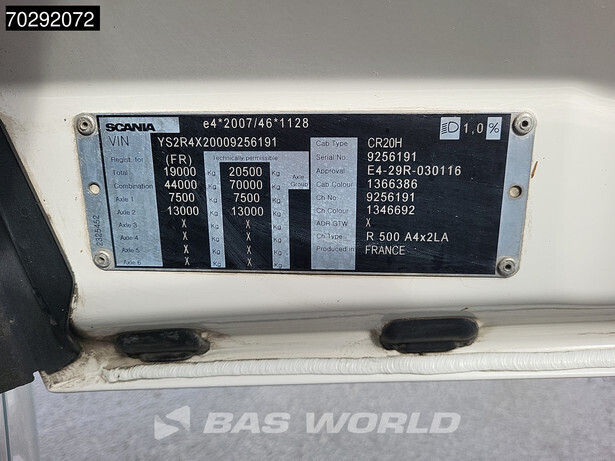 70292072
SCANIA e4*2007/46*1128 1,0 %
VIN YS2R4X20009256191
Regist. for (FR) Technically permissible
Total 19000 Kg 20500 Kg
Combination 44000 Kg 70000 Kg Axle Group
Axle 1 7500 Kg 7500 Kg
Axle 2 13000 Kg 13000 Kg
Axle 3 X Kg X Kg
Axle 4 X Kg X Kg
Axle 5 X Kg X Kg
Axle 6 X Kg X Kg
Cab Type CR20H
Serial No 9256191
Approval E4-29R-030116
Cab Colour 1366386
Ch No 9256191
Ch Colour 1346692
ADR GTW X
Ch Type R 500 A4x2LA
Produced in FRANCE
2385452
BAS WORLD